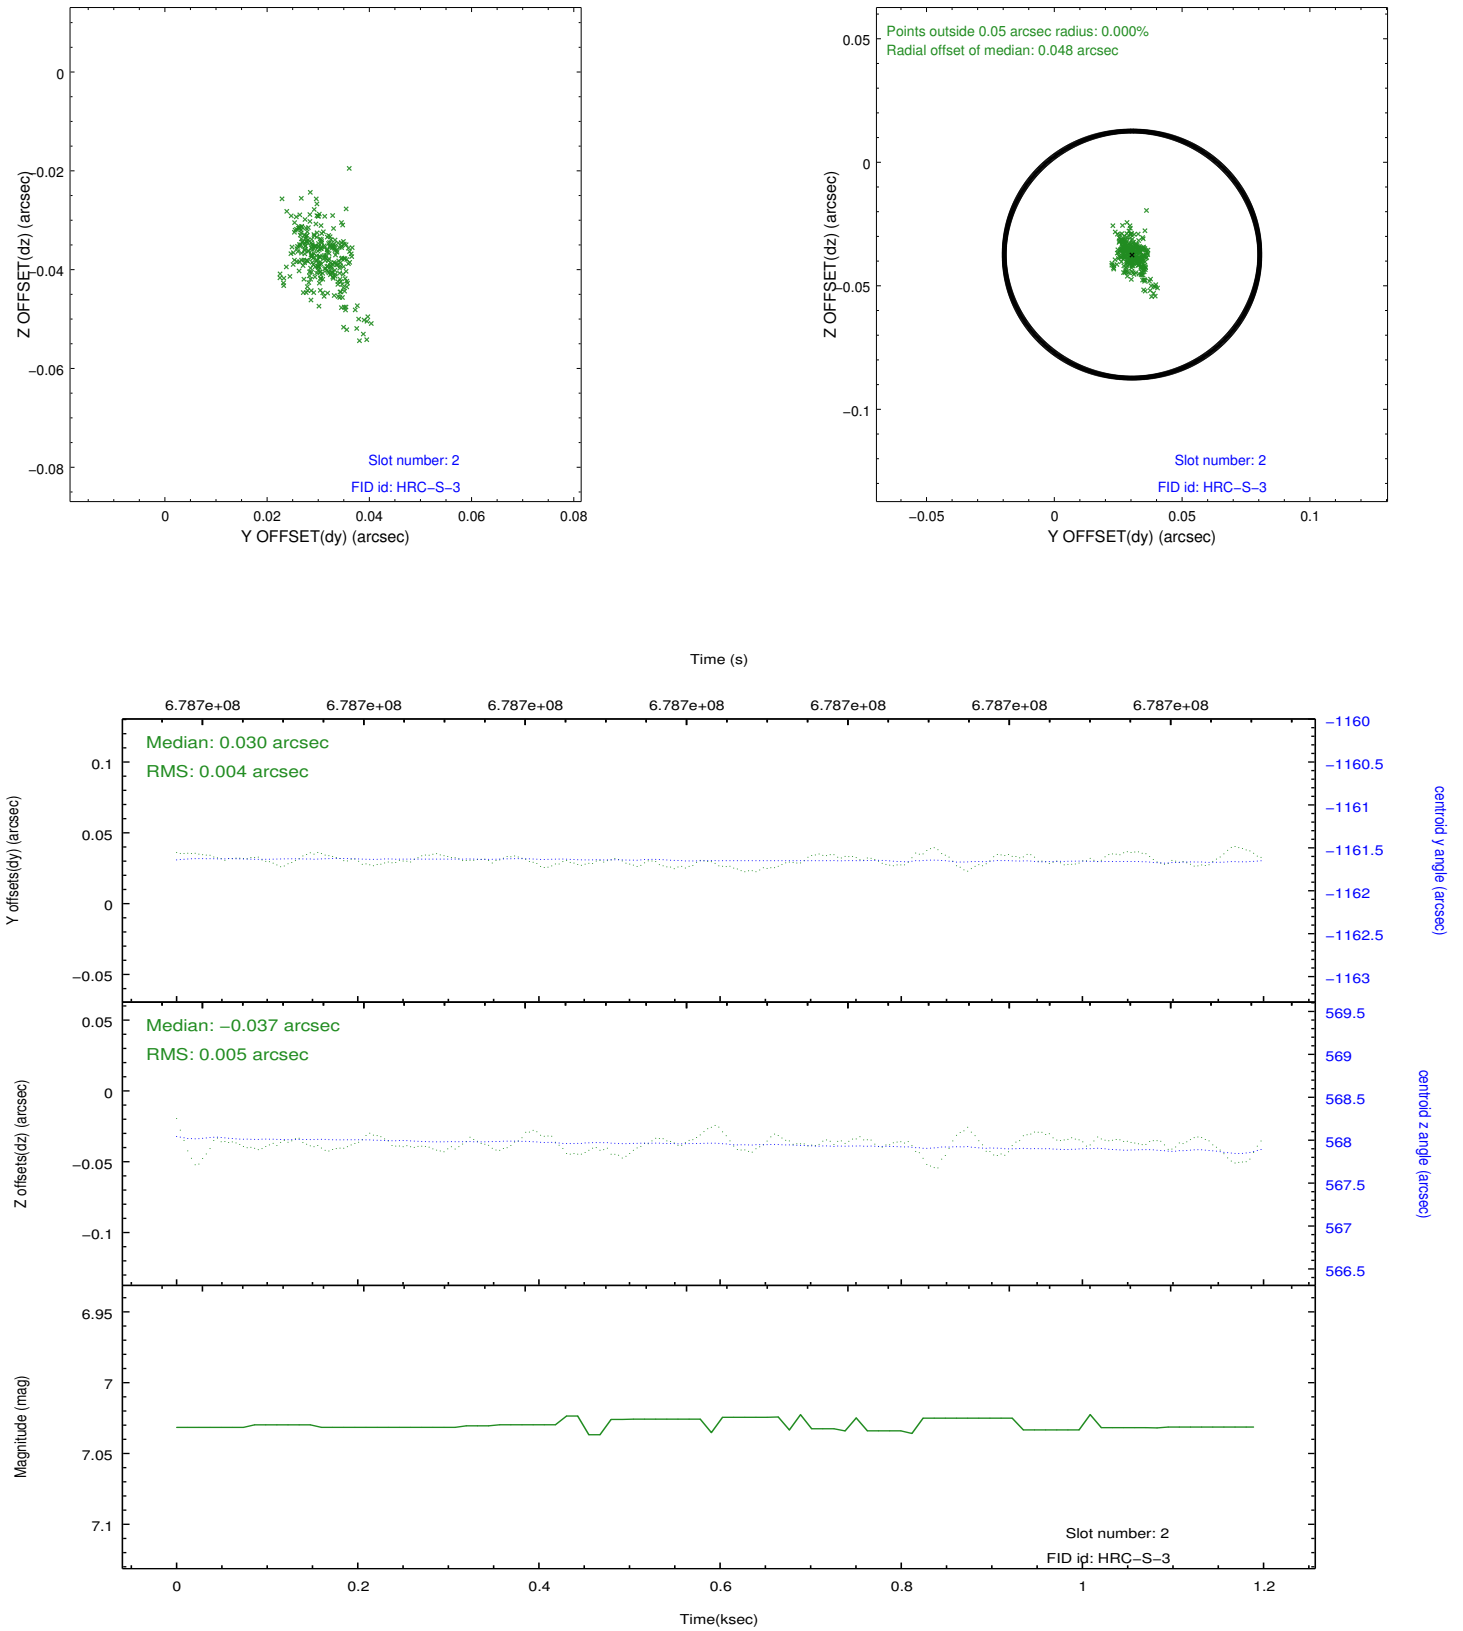 0
−0.02
−0.04
−0.06
−0.08
Z OFFSET(dz) (arcsec)
Slot number: 2
FID id: HRC−S−3
0 0.02 0.04 0.06 0.08
Y OFFSET(dy) (arcsec)
Points outside 0.05 arcsec radius: 0.000%
Radial offset of median: 0.048 arcsec
0.05
0
−0.05
−0.1
Z OFFSET(dz) (arcsec)
Slot number: 2
FID id: HRC−S−3
−0.05 0 0.05 0.1
Y OFFSET(dy) (arcsec)
Time (s)
6.787e+08 6.787e+08 6.787e+08 6.787e+08 6.787e+08 6.787e+08 6.787e+08
Median: 0.030 arcsec
RMS: 0.004 arcsec
0.1
0.05
0
−0.05
Y offsets(dy) (arcsec)
−1160
−1160.5
−1161
−1161.5
−1162
−1162.5
−1163
centroid y angle (arcsec)
Median: −0.037 arcsec
RMS: 0.005 arcsec
0.05
0
−0.05
−0.1
Z offsets(dz) (arcsec)
569.5
569
568.5
568
567.5
567
566.5
centroid z angle (arcsec)
6.95
7
7.05
7.1
Magnitude (mag)
Slot number: 2
FID id: HRC−S−3
0 0.2 0.4 0.6 0.8 1 1.2
Time(ksec)